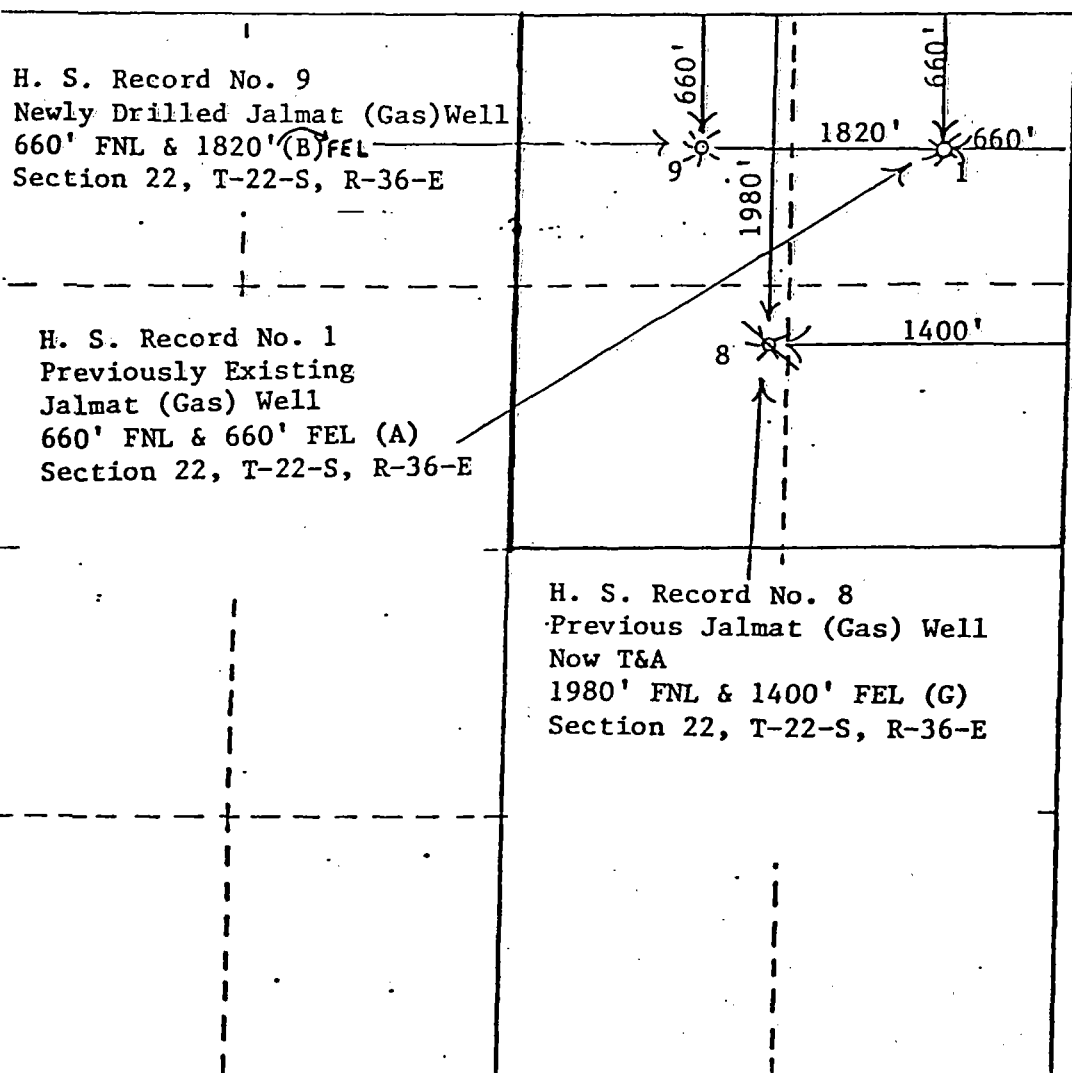 H. S. Record No. 9
Newly Drilled Jalmat (Gas)Well
660' FNL & 1820'(B)FEL
Section 22, T-22-S, R-36-E
660'
660'
1820'
660'
9
1
1980'
H. S. Record No. 1
Previously Existing
Jalmat (Gas) Well
660' FNL & 660' FEL (A)
Section 22, T-22-S, R-36-E
8
1400'
H. S. Record No. 8
Previous Jalmat (Gas) Well
Now T&A
1980' FNL & 1400' FEL (G)
Section 22, T-22-S, R-36-E